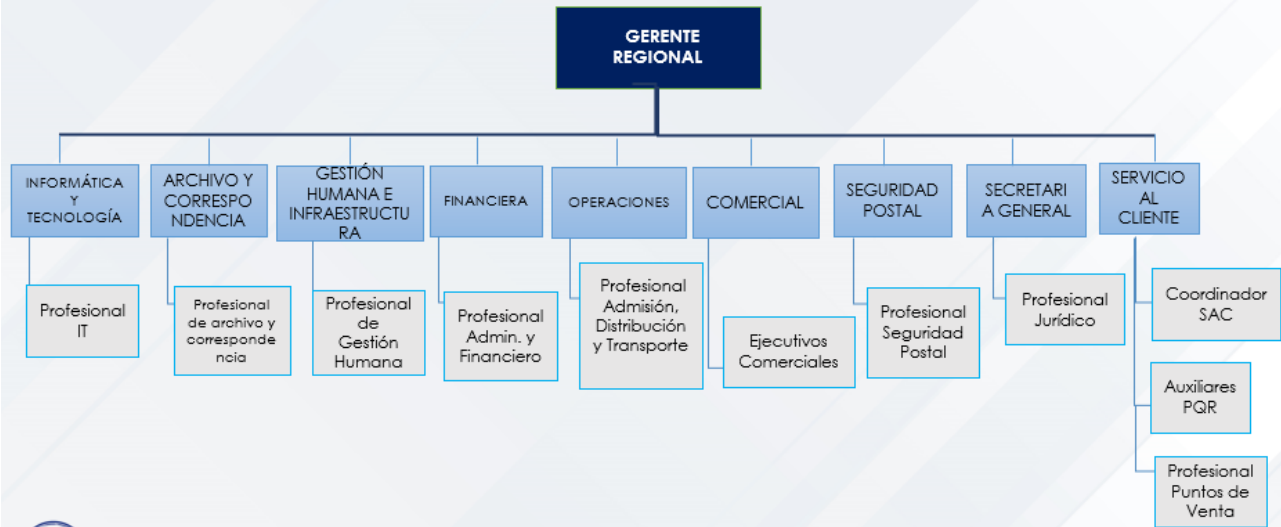 GERENTE
REGIONAL
INFORMÁTICA
Y
TECNOLOGÍA
ARCHIVO Y
CORRESPO
NDENCIA
GESTIÓN
HUMANA E
INFRAESTRUCTU
RA
FINANCIERA
OPERACIONES
COMERCIAL
SEGURIDAD
POSTAL
SECRETARI
A GENERAL
SERVICIO
AL
CLIENTE
Profesional
IT
Profesional
de archivo y
corresponde
ncia
Profesional
de
Gestión
Humana
Profesional
Admin. y
Financiero
Profesional
Admisión,
Distribución
y Transporte
Ejecutivos
Comerciales
Profesional
Seguridad
Postal
Profesional
Jurídico
Coordinador
SAC
Auxiliares
PQR
Profesional
Puntos de
Venta